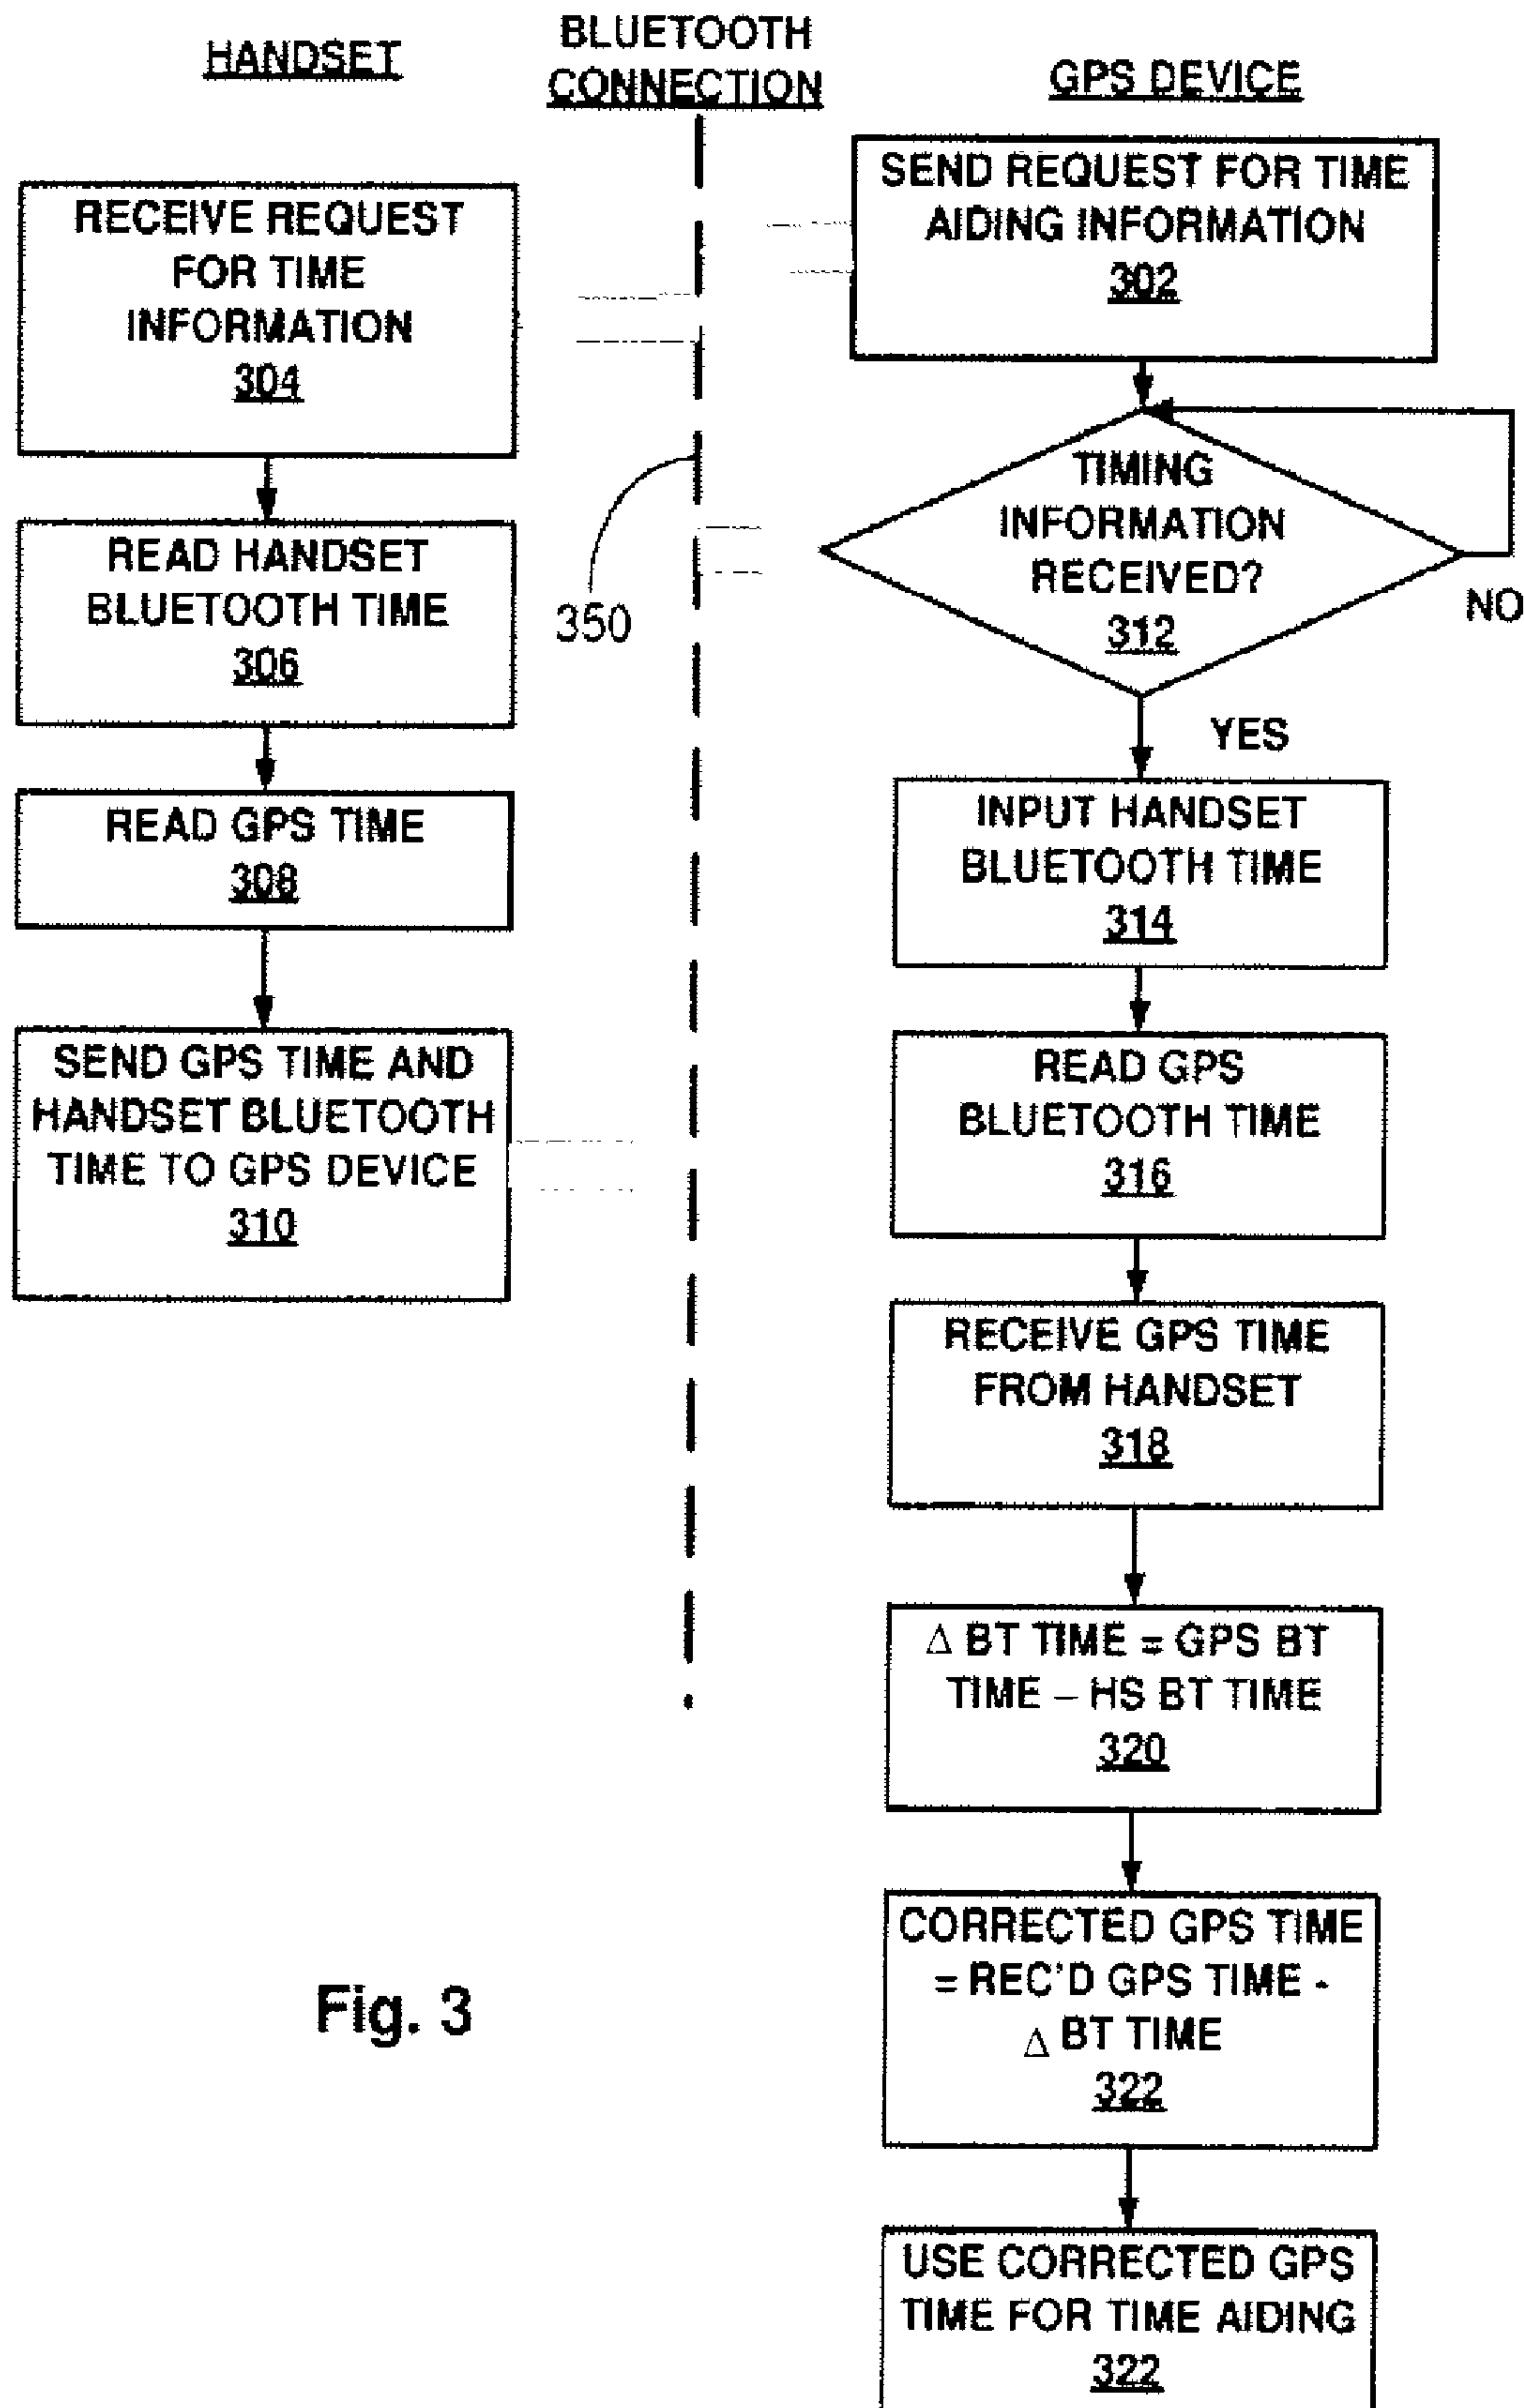 HANDSET
BLUETOOTH
CONNECTION
GPS DEVICE
RECEIVE REQUEST
FOR TIME
INFORMATION
304
READ HANDSET
BLUETOOTH TIME
306
READ GPS TIME
308
SEND GPS TIME AND
HANDSET BLUETOOTH
TIME TO GPS DEVICE
310
350
SEND REQUEST FOR TIME
AIDING INFORMATION
302
TIMING
INFORMATION
RECEIVED?
312
NO
YES
INPUT HANDSET
BLUETOOTH TIME
314
READ GPS
BLUETOOTH TIME
316
RECEIVE GPS TIME
FROM HANDSET
318
Δ BT TIME = GPS BT
TIME – HS BT TIME
320
CORRECTED GPS TIME
= REC'D GPS TIME -
Δ BT TIME
322
USE CORRECTED GPS
TIME FOR TIME AIDING
322
Fig. 3